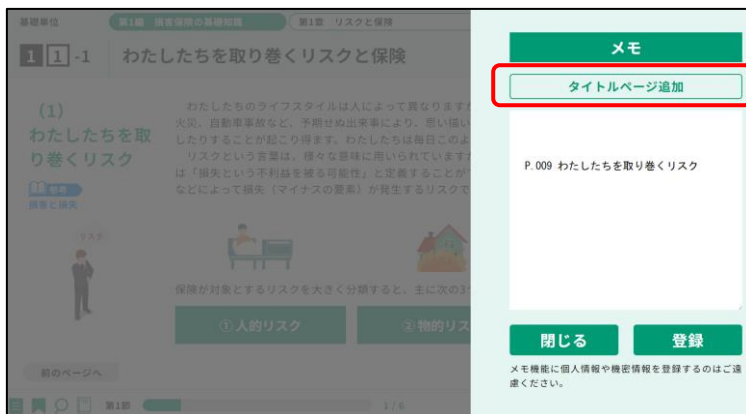 基礎単位
第1編 損害保険の基礎知識
第1章 リスクと保険
1 1 -1 わたしたちを取り巻くリスクと保険
(1)
わたしたちを取
り巻くリスク
損害と損失
わたしたちのライフスタイルは人によって異なりますが
火災、自動車事故など、予期せぬ出来事により、思い描い
したりすることが起こり得ます。わたしたちは毎日このよ
リスクという言葉は、様々な意味に用いられていますが
は「損失という不利益を被る可能性」と定義することが
などによって損失（マイナスの要素）が発生するリスクで
リスク
保険が対象とするリスクを大きく分類すると、主に次の3
①人的リスク
②物的リス
前のページへ
第1節
1 / 6
メモ
タイトルページ追加
P.009 わたしたちを取り巻くリスク
閉じる
登録
メモ機能に個人情報や機密情報を登録するのはご遠
慮ください。